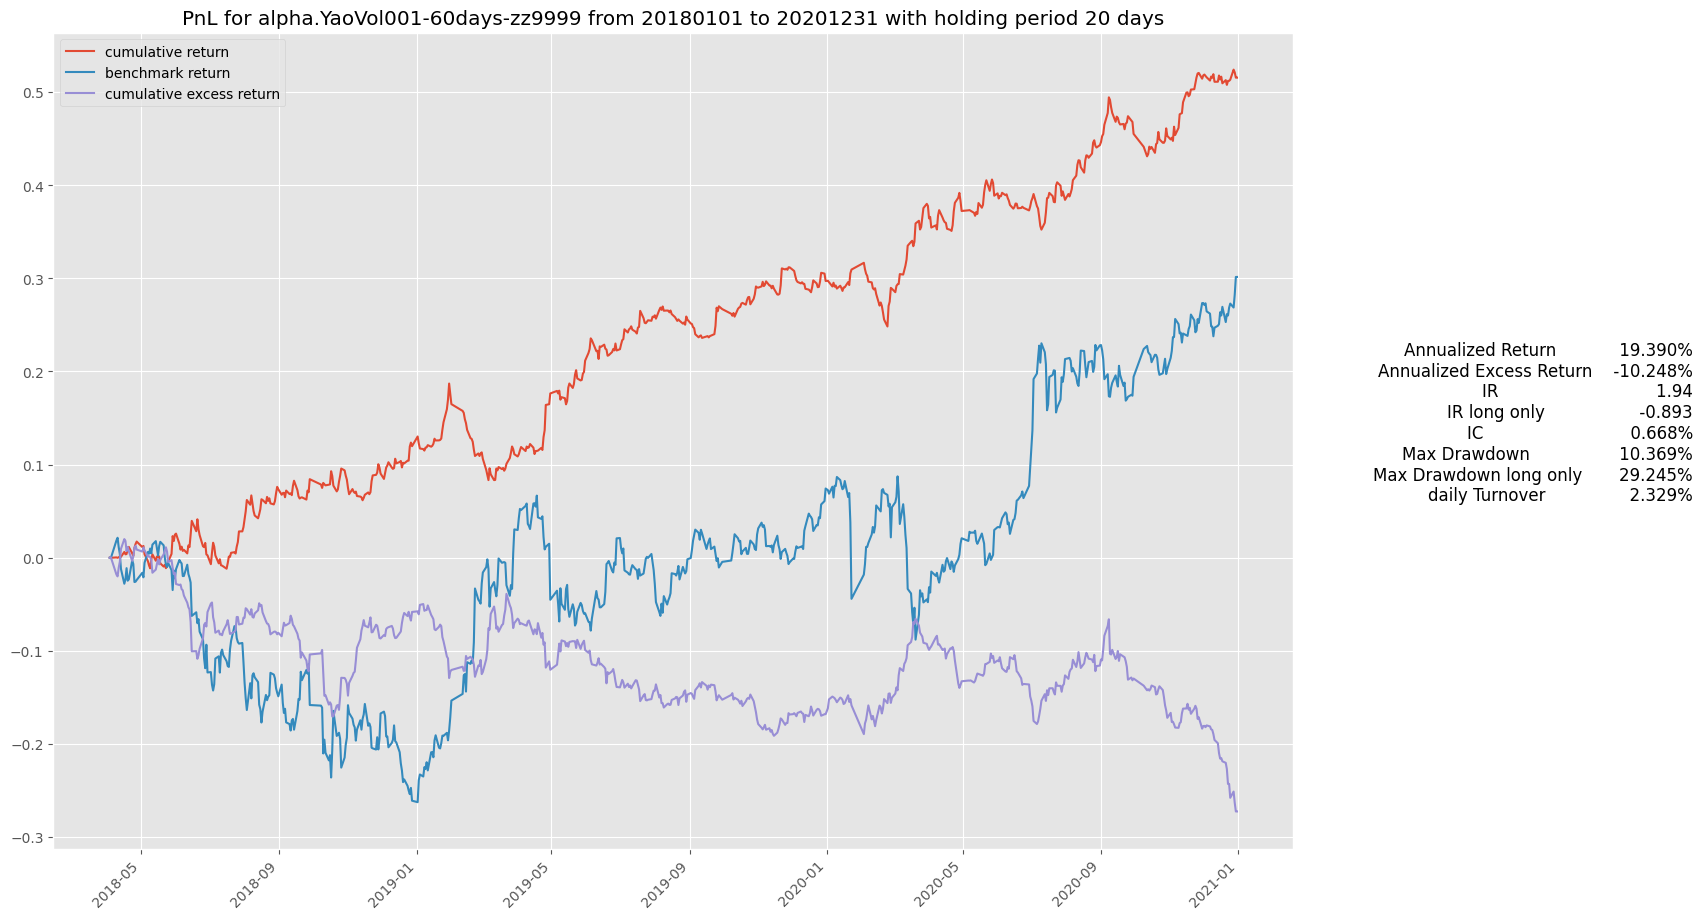 PnL for alpha.YaoVol001-60days-zz9999 from 20180101 to 20201231 with holding period 20 days
cumulative return
benchmark return
cumulative excess return
0.5
0.4
0.3
0.2
0.1
0.0
−0.1
−0.2
−0.3
2018-05
2018-09
2019-01
2019-05
2019-09
2020-01
2020-05
2020-09
2021-01
Annualized Return 19.390%
Annualized Excess Return -10.248%
IR 1.94
IR long only -0.893
IC 0.668%
Max Drawdown 10.369%
Max Drawdown long only 29.245%
daily Turnover 2.329%